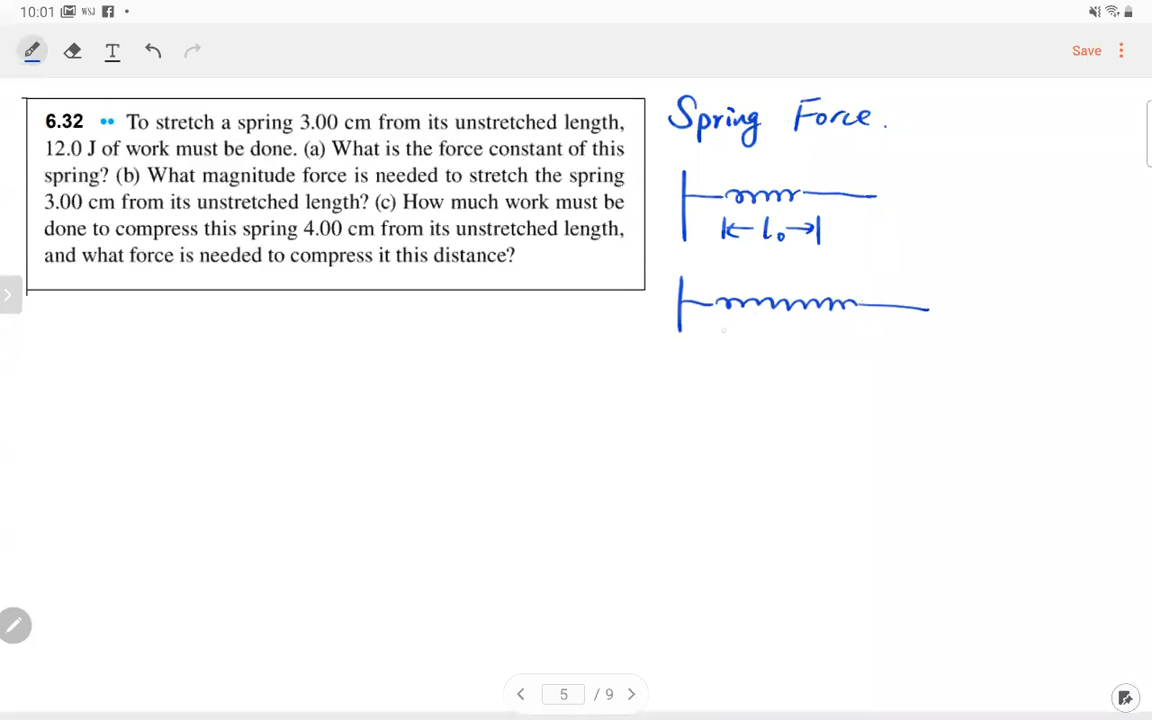 10:01 WSJ
T Save
6.32 •• To stretch a spring 3.00 cm from its unstretched length,
12.0 J of work must be done. (a) What is the force constant of this
spring? (b) What magnitude force is needed to stretch the spring
3.00 cm from its unstretched length? (c) How much work must be
done to compress this spring 4.00 cm from its unstretched length,
and what force is needed to compress it this distance?
Spring Force.
l₀
5 / 9